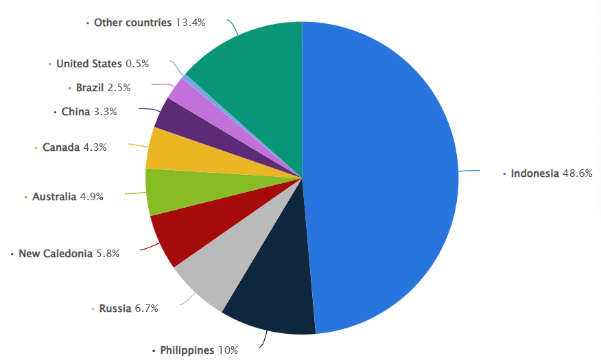 Other countries 13.4%
United States 0.5%
Brazil 2.5%
China 3.3%
Canada 4.3%
Indonesia 48.6%
Australia 4.9%
New Caledonia 5.8%
Russia 6.7%
Philippines 10%